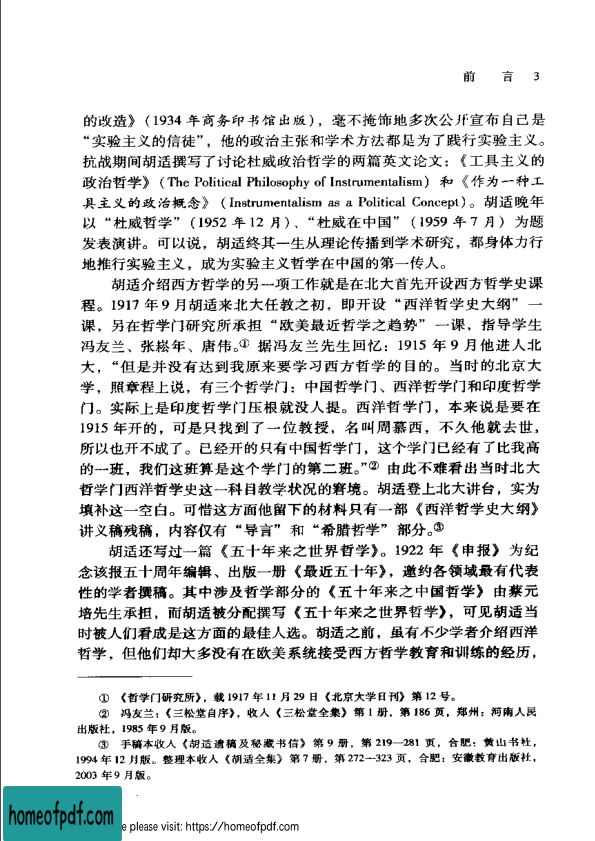 前 言 3
的改造》(1934 年商务印书馆出版),毫不掩饰地多次公开宣布自己是
“实验主义的信徒”,他的政治主张和学术方法都是为了践行实验主义。
抗战期间胡适撰写了讨论杜威政治哲学的两篇英文论文:《工具主义的
政治哲学》(The Political Philosophy of Instrumentalism) 和《作为一种工
具主义的政治概念》(Instrumentalism as a Political Concept)。胡适晚年
以“杜威哲学”(1952 年 12 月)、“杜威在中国”(1959 年 7 月) 为题
发表演讲。可以说,胡适终其一生从理论传播到学术研究,都身体力行
地推行实验主义,成为实验主义哲学在中国的第一传人。
胡适介绍西方哲学的另一项工作就是在北大首先开设西方哲学史课
程。1917 年 9 月胡适来北大任教之初,即开设“西洋哲学史大纲”一
课,另在哲学门研究所承担“欧美最近哲学之趋势”一课,指导学生
冯友兰、张崧年、唐伟。① 据冯友兰先生回忆:1915 年 9 月他进入北
大,“但是并没有达到我原来要学习西方哲学的目的。当时的北京大
学,照章程上说,有三个哲学门:中国哲学门、西洋哲学门和印度哲学
门。实际上是印度哲学门压根就没人提。西洋哲学门,本来说是要在
1915 年开的,可是只找到了一位教授,名叫周慕西,不久他就去世,
所以也开不成了。已经开的只有中国哲学门,这个学门已经有了比我高
的一班,我们这班算是这个学门的第二班。”② 由此不难看出当时北大
哲学门西洋哲学史这一科目教学状况的窘境。胡适登上北大讲台,实为
填补这一空白。可惜这方面他留下的材料只有一部《西洋哲学史大纲》
讲义稿残稿,内容仅有“导言”和“希腊哲学”部分。③
胡适还写过一篇《五十年来之世界哲学》。1922 年《申报》为纪
念该报五十周年编辑、出版一册《最近五十年》,邀约各领域最有代表
性的学者撰稿。其中涉及哲学部分的《五十年来之中国哲学》由蔡元
培先生承担,而胡适被分配撰写《五十年来之世界哲学》,可见胡适当
时被人们看成是这方面的最佳人选。胡适之前,虽有不少学者介绍西洋
哲学,但他们却大多没有在欧美系统接受西方哲学教育和训练的经历,
① 《哲学门研究所》,载 1917 年 11 月 29 日《北京大学日刊》第 12 号。
② 冯友兰:《三松堂自序》,收入《三松堂全集》第 1 册,第 186 页,郑州:河南人民
出版社,1985 年 9 月版。
③ 手稿本收入《胡适遗稿及秘藏书信》第 9 册,第 219—281 页,合肥:黄山书社,
1994 年 12 月版。整理本收入《胡适全集》第 7 册,第 272—323 页,合肥:安徽教育出版社,
2003 年 9 月版。
homeofpdf.com
please visit: https://homeofpdf.com